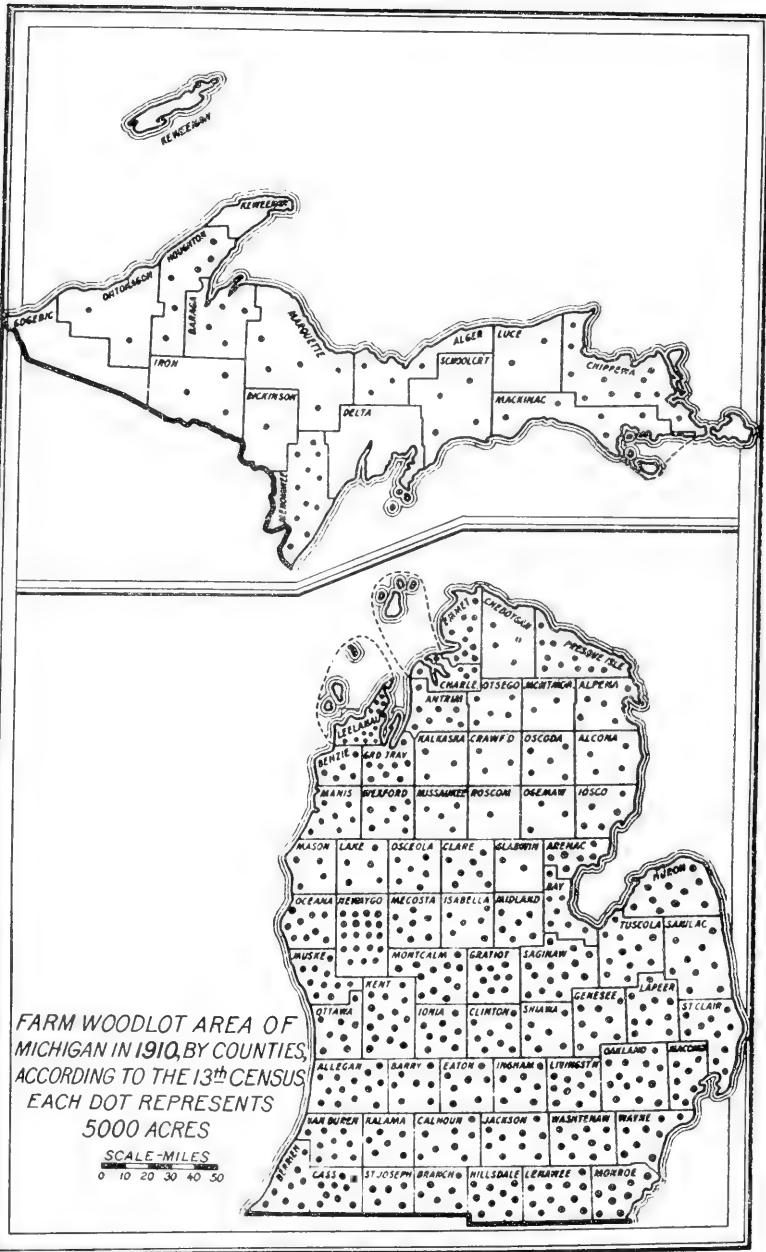 KEWEENAW
KEWEENAW
HOUGHTON
ONTONAGON
GOGEBIC
BARAGA
MARQUETTE
ALGER
LUCE
IRON
SCHOOLCRT
CHIPPEWA
DICKINSON
MACKINAC
DELTA
MENOMINEE
EMMET
CHEBOYGAN
PRESQUE ISLE
CHARLE
OTSEGO
MONTMGA
ALPENA
ANTRIM
LEELANAU
KALKASKA
CRAWF'D
OSCODA
ALCONA
BENZIE
GRD TRAV
MANIS
WEXFORD
MISSAUKEE
ROSCOM
OGEMAW
IOSCO
MASON
LAKE
OSCEOLA
CLARE
GLADWIN
ARENAC
HURON
BAY
OCEANA
NEWAYGO
MECOSTA
ISABELLA
MIDLAND
TUSCOLA
SANILAC
MUSKE
MONTCALM
GRATIOT
SAGINAW
KENT
GENESEE
LAPEER
OTTAWA
IONIA
CLINTON
SHIAWA
ST CLAIR
FARM WOODLOT AREA OF
MICHIGAN IN 1910, BY COUNTIES,
ACCORDING TO THE 13th CENSUS
EACH DOT REPRESENTS
5000 ACRES
SCALE-MILES
0 10 20 30 40 50
ALLEGAN
BARRY
EATON
INGHAM
LIVINGSTN
OAKLAND
MACOMB
VAN BUREN
KALAMA
CALHOUN
JACKSON
WASHTENAW
WAYNE
BERRIEN
CASS
ST JOSEPH
BRANCH
HILLSDALE
LENAWEE
MONROE